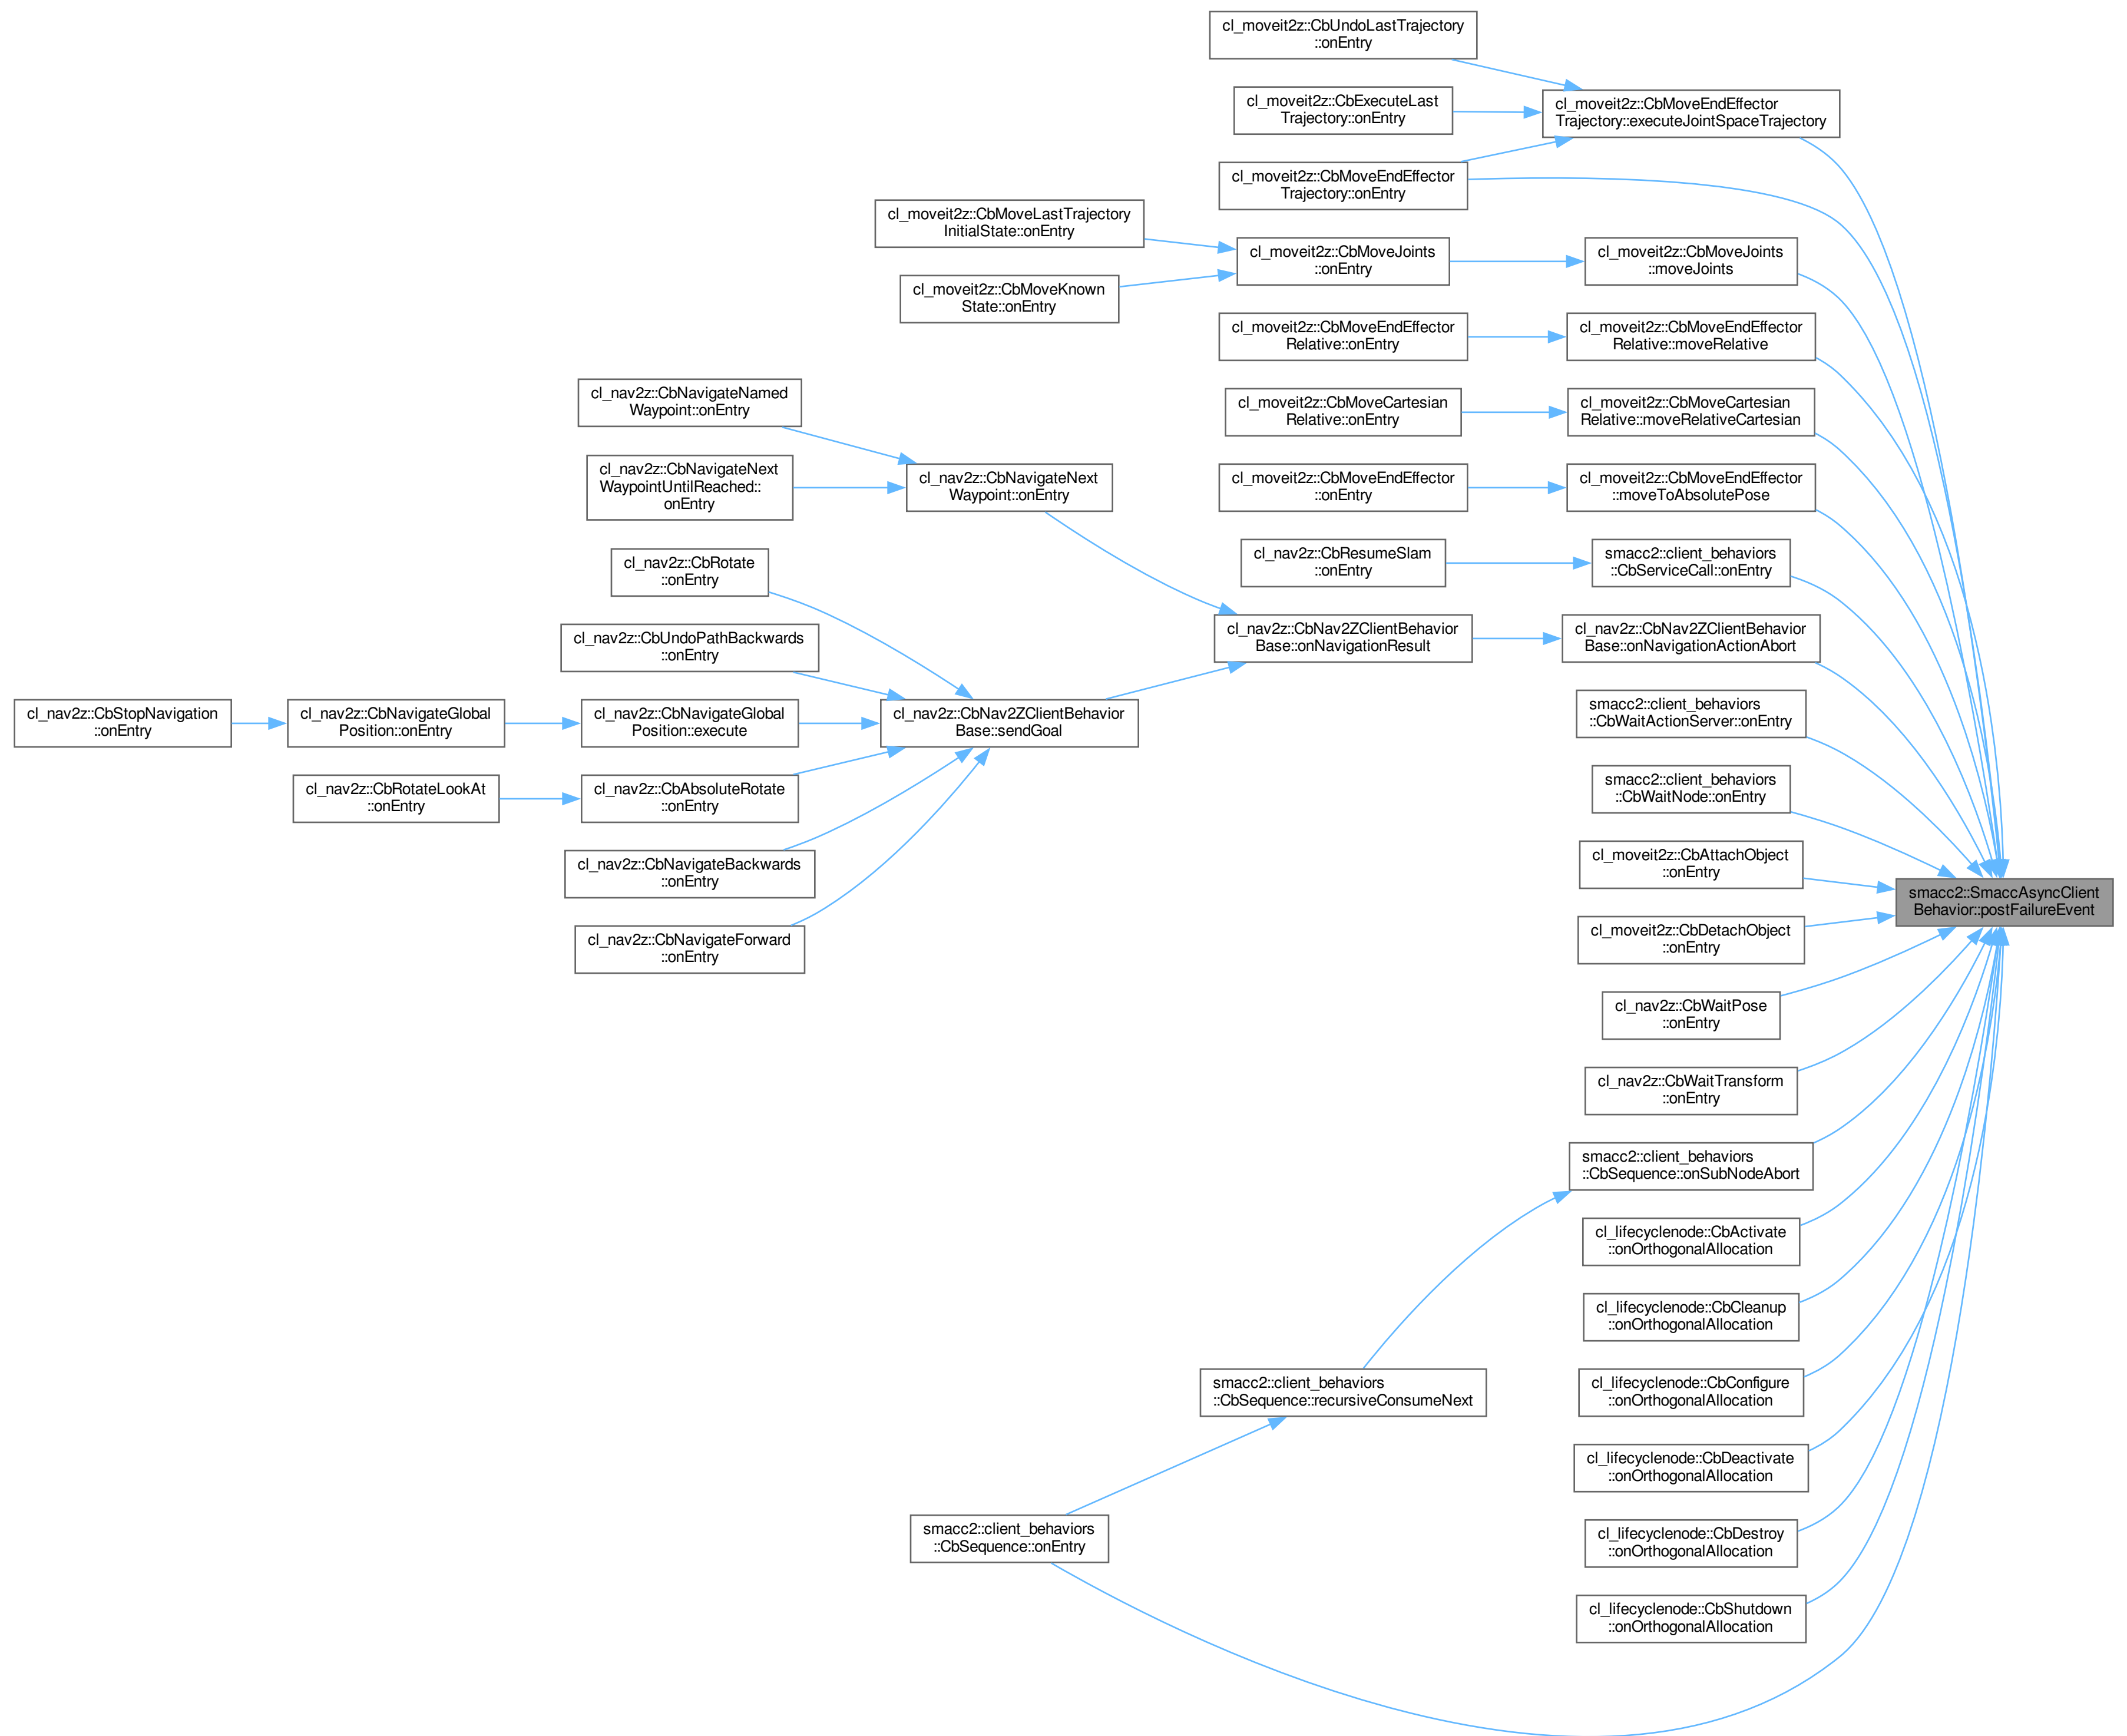 cl_moveit2z::CbUndoLastTrajectory
::onEntry
cl_moveit2z::CbExecuteLast
Trajectory::onEntry
cl_moveit2z::CbMoveEndEffector
Trajectory::executeJointSpaceTrajectory
cl_moveit2z::CbMoveEndEffector
Trajectory::onEntry
cl_moveit2z::CbMoveLastTrajectory
InitialState::onEntry
cl_moveit2z::CbMoveKnown
State::onEntry
cl_moveit2z::CbMoveJoints
::onEntry
cl_moveit2z::CbMoveJoints
::moveJoints
cl_moveit2z::CbMoveEndEffector
Relative::onEntry
cl_moveit2z::CbMoveEndEffector
Relative::moveRelative
cl_moveit2z::CbMoveCartesian
Relative::onEntry
cl_moveit2z::CbMoveCartesian
Relative::moveRelativeCartesian
cl_nav2z::CbNavigateNamed
Waypoint::onEntry
cl_nav2z::CbNavigateNext
WaypointUntilReached::
onEntry
cl_nav2z::CbNavigateNext
Waypoint::onEntry
cl_moveit2z::CbMoveEndEffector
::onEntry
cl_moveit2z::CbMoveEndEffector
::moveToAbsolutePose
cl_nav2z::CbResumeSlam
::onEntry
smacc2::client_behaviors
::CbServiceCall::onEntry
cl_nav2z::CbRotate
::onEntry
cl_nav2z::CbUndoPathBackwards
::onEntry
cl_nav2z::CbNav2ZClientBehavior
Base::onNavigationResult
cl_nav2z::CbNav2ZClientBehavior
Base::onNavigationActionAbort
cl_nav2z::CbStopNavigation
::onEntry
cl_nav2z::CbNavigateGlobal
Position::onEntry
cl_nav2z::CbNavigateGlobal
Position::execute
cl_nav2z::CbNav2ZClientBehavior
Base::sendGoal
smacc2::client_behaviors
::CbWaitActionServer::onEntry
cl_nav2z::CbRotateLookAt
::onEntry
cl_nav2z::CbAbsoluteRotate
::onEntry
smacc2::client_behaviors
::CbWaitNode::onEntry
cl_nav2z::CbNavigateBackwards
::onEntry
cl_moveit2z::CbAttachObject
::onEntry
smacc2::SmaccAsyncClient
Behavior::postFailureEvent
cl_nav2z::CbNavigateForward
::onEntry
cl_moveit2z::CbDetachObject
::onEntry
cl_nav2z::CbWaitPose
::onEntry
cl_nav2z::CbWaitTransform
::onEntry
smacc2::client_behaviors
::CbSequence::onSubNodeAbort
cl_lifecyclenode::CbActivate
::onOrthogonalAllocation
cl_lifecyclenode::CbCleanup
::onOrthogonalAllocation
smacc2::client_behaviors
::CbSequence::recursiveConsumeNext
cl_lifecyclenode::CbConfigure
::onOrthogonalAllocation
cl_lifecyclenode::CbDeactivate
::onOrthogonalAllocation
smacc2::client_behaviors
::CbSequence::onEntry
cl_lifecyclenode::CbDestroy
::onOrthogonalAllocation
cl_lifecyclenode::CbShutdown
::onOrthogonalAllocation